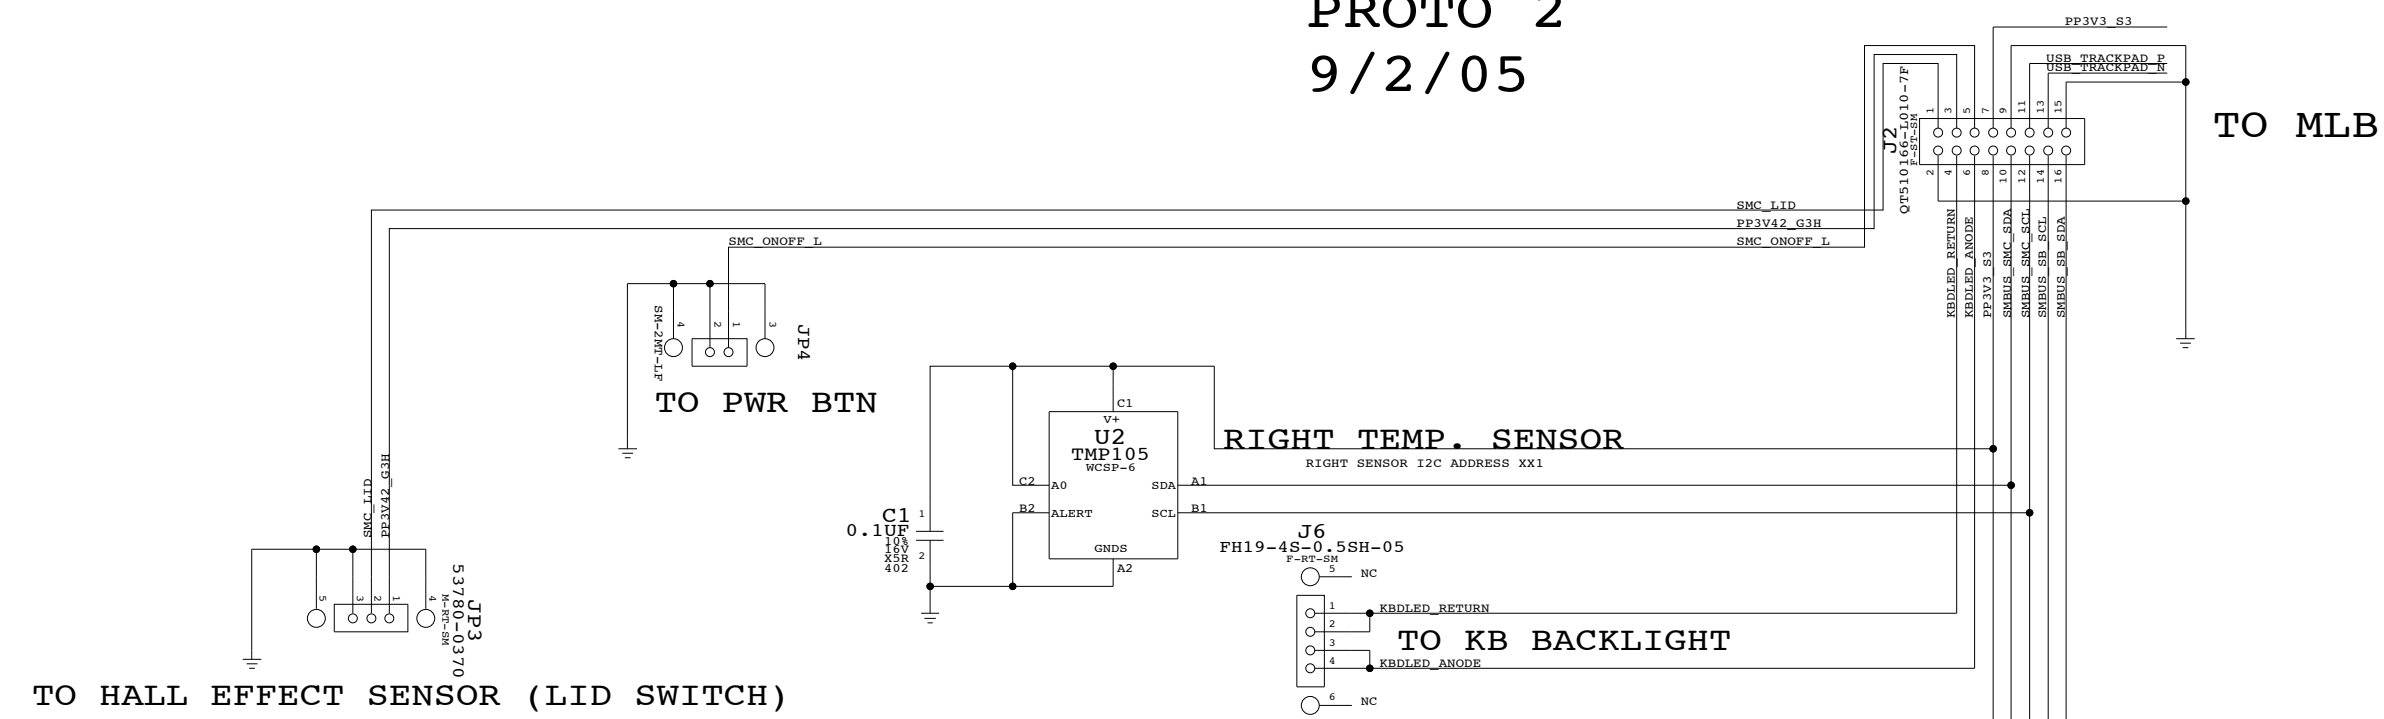 PROTO 2
9/2/05
PP3V3_S3
USB_TRACKPAD_P
USB_TRACKPAD_N
TO MLB
J2
QT510166-L010-7F
F-ST-SM
1
3
5
7
9
11
13
15
2
4
6
8
10
12
14
16
KBDLED_RETURN
KBDLED_ANODE
PP3V3_S3
SMBUS_SMC_SDA
SMBUS_SMC_SCL
SMBUS_SB_SCL
SMBUS_SB_SDA
SMC_LID
PP3V42_G3H
SMC_ONOFF_L
SMC_ONOFF_L
SM-2MT-LF
4
2
1
3
JP4
TO PWR BTN
C1
V+
U2
TMP105
WCSP-6
C2
A0
SDA
A1
B2
ALERT
SCL
B1
GNDS
A2
RIGHT TEMP. SENSOR
RIGHT SENSOR I2C ADDRESS XX1
C1
0.1UF
10%
16V
X5R
402
1
2
J6
FH19-4S-0.5SH-05
F-RT-SM
5
NC
1
KBDLED_RETURN
2
TO KB BACKLIGHT
3
4
KBDLED_ANODE
6
NC
SMC_LID
PP3V42_G3H
5
3
2
1
4
JP3
53780-0370
M-RT-SM
TO HALL EFFECT SENSOR (LID SWITCH)